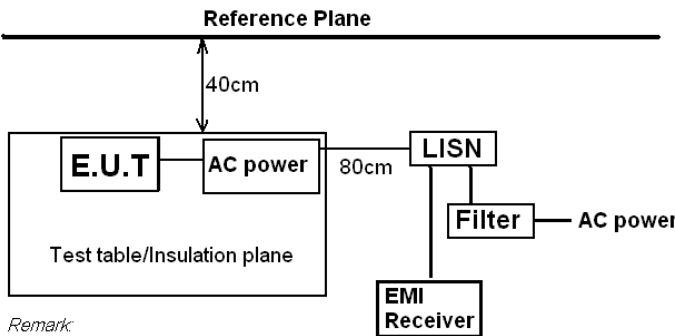 Reference Plane
40cm
E.U.T
AC power
80cm
LISN
Filter
AC power
Test table/Insulation plane
EMI
Receiver
Remark: